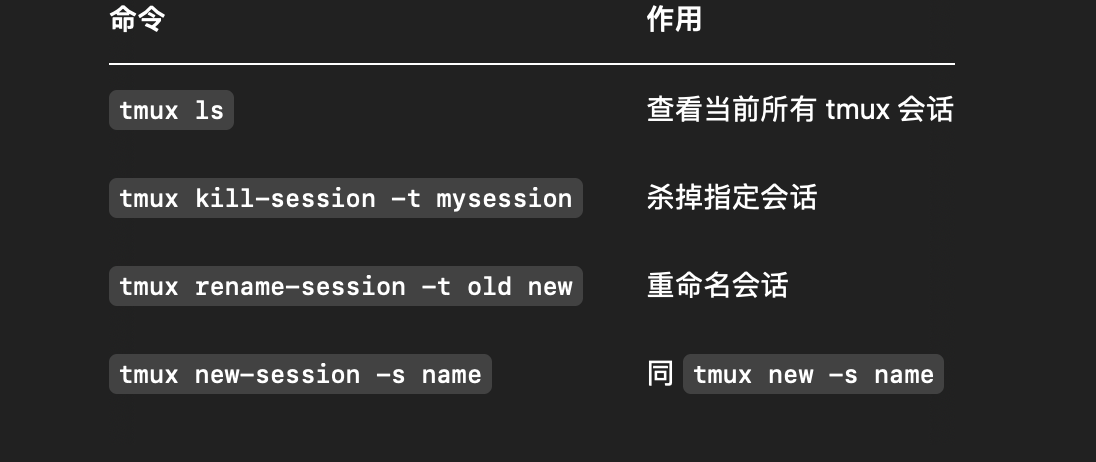 命令 作用
tmux ls 查看当前所有 tmux 会话
tmux kill-session -t mysession 杀掉指定会话
tmux rename-session -t old new 重命名会话
tmux new-session -s name 同 tmux new -s name